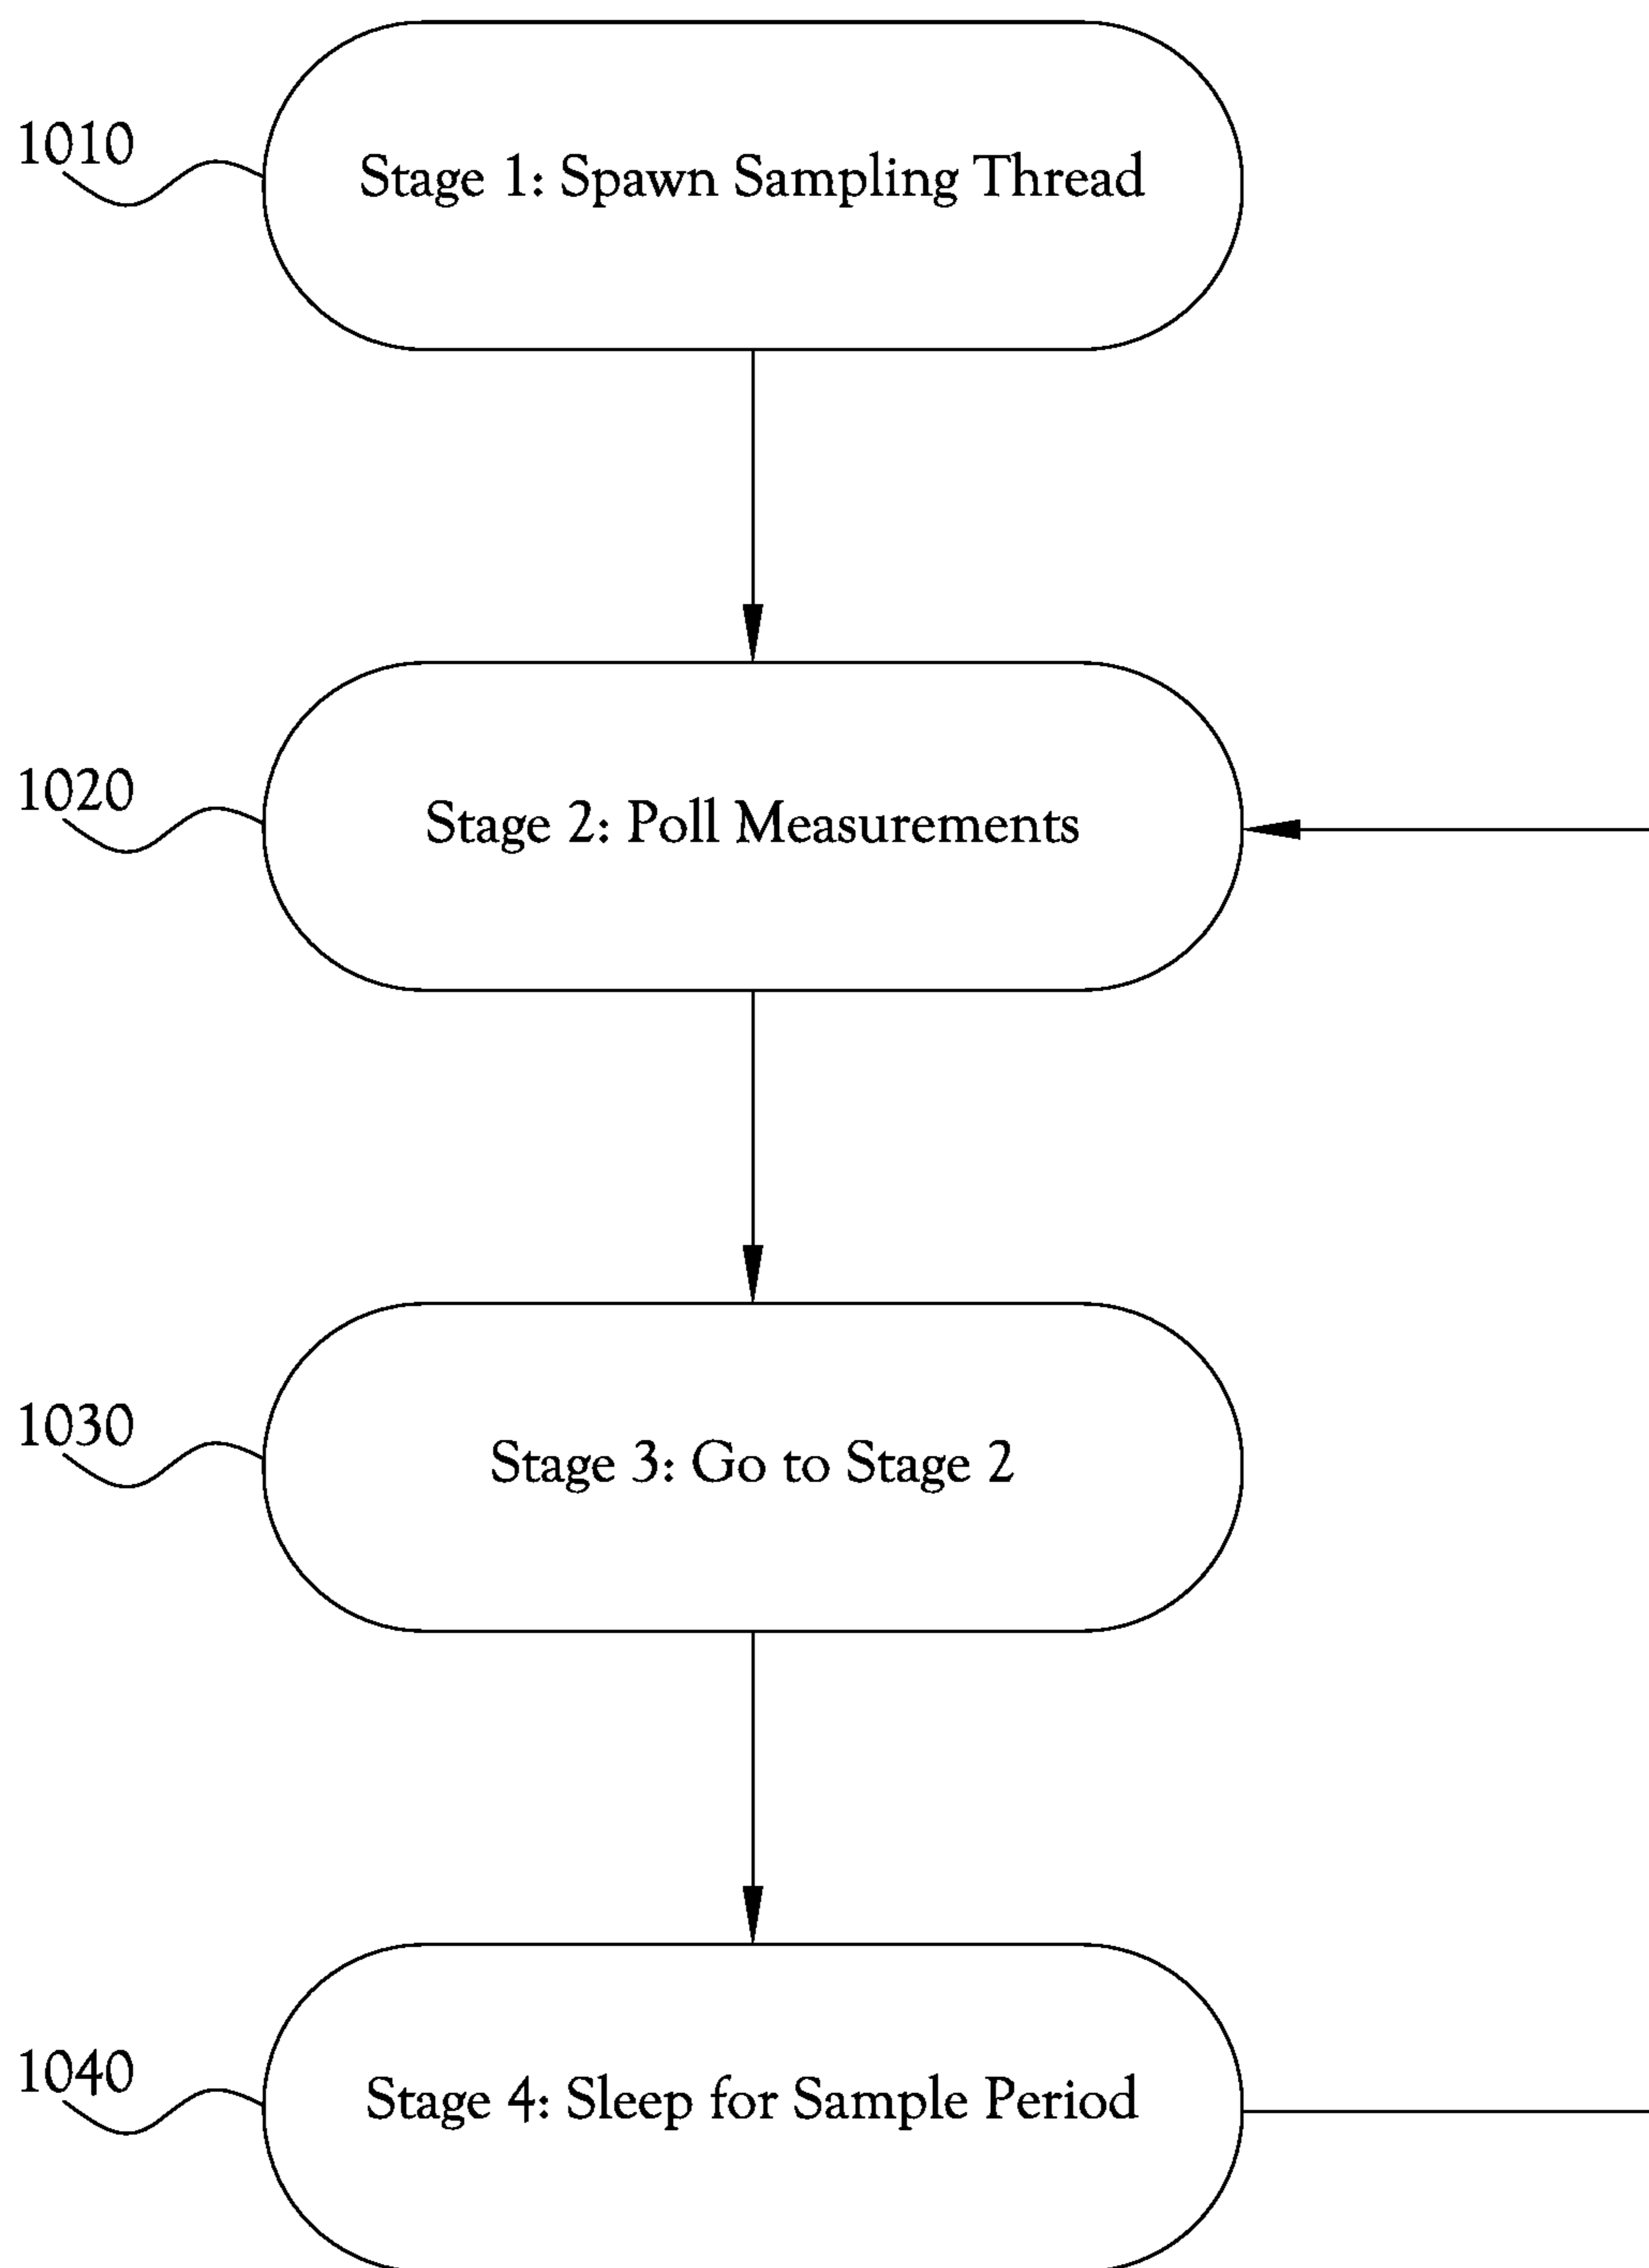 1010
Stage 1: Spawn Sampling Thread
1020
Stage 2: Poll Measurements
1030
Stage 3: Go to Stage 2
1040
Stage 4: Sleep for Sample Period